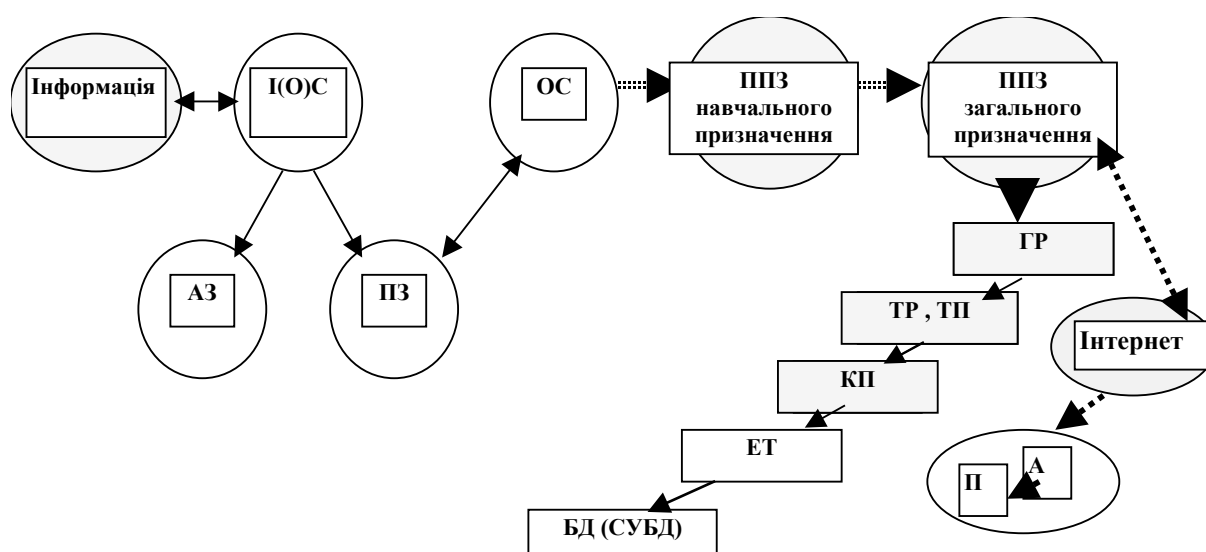 Інформація
І(О)С
ОС
ППЗ
навчального
призначення
ППЗ
загального
призначення
АЗ
ПЗ
ГР
ТР , ТП
КП
ЕТ
БД (СУБД)
Інтернет
П
А